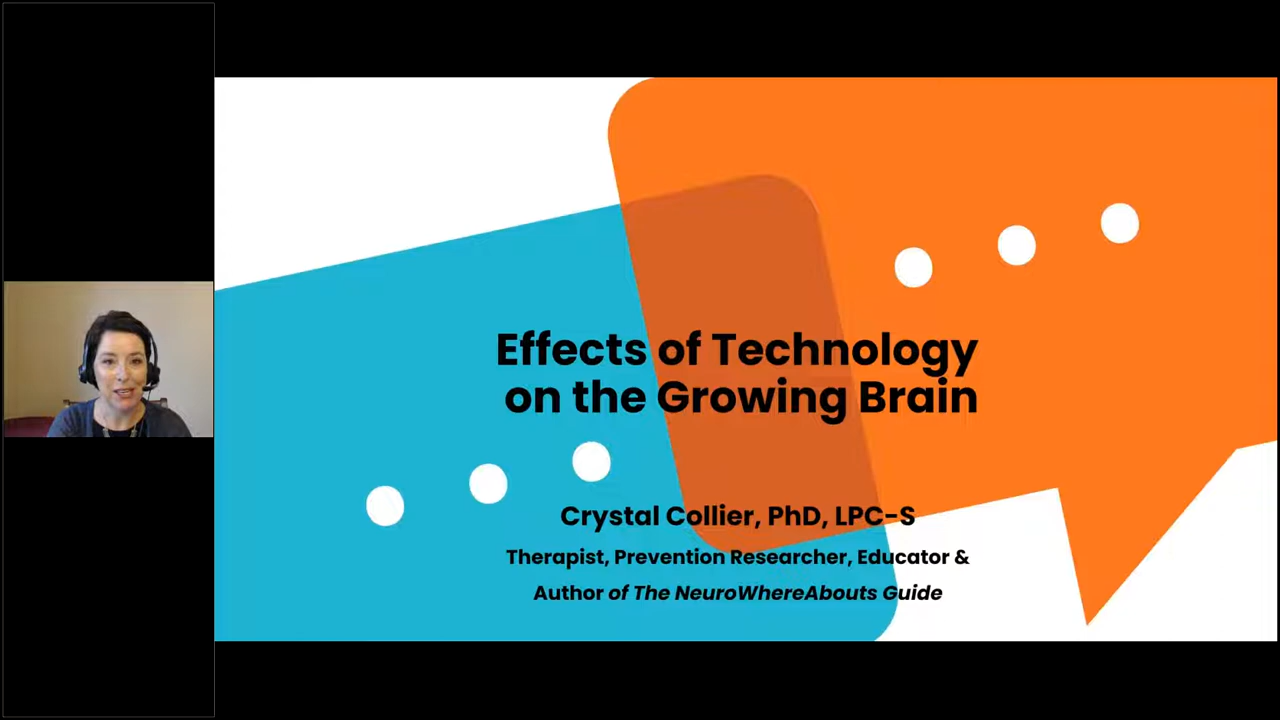 Effects of Technology
on the Growing Brain
Crystal Collier, PhD, LPC-S
Therapist, Prevention Researcher, Educator &
Author of The NeuroWhereAbouts Guide